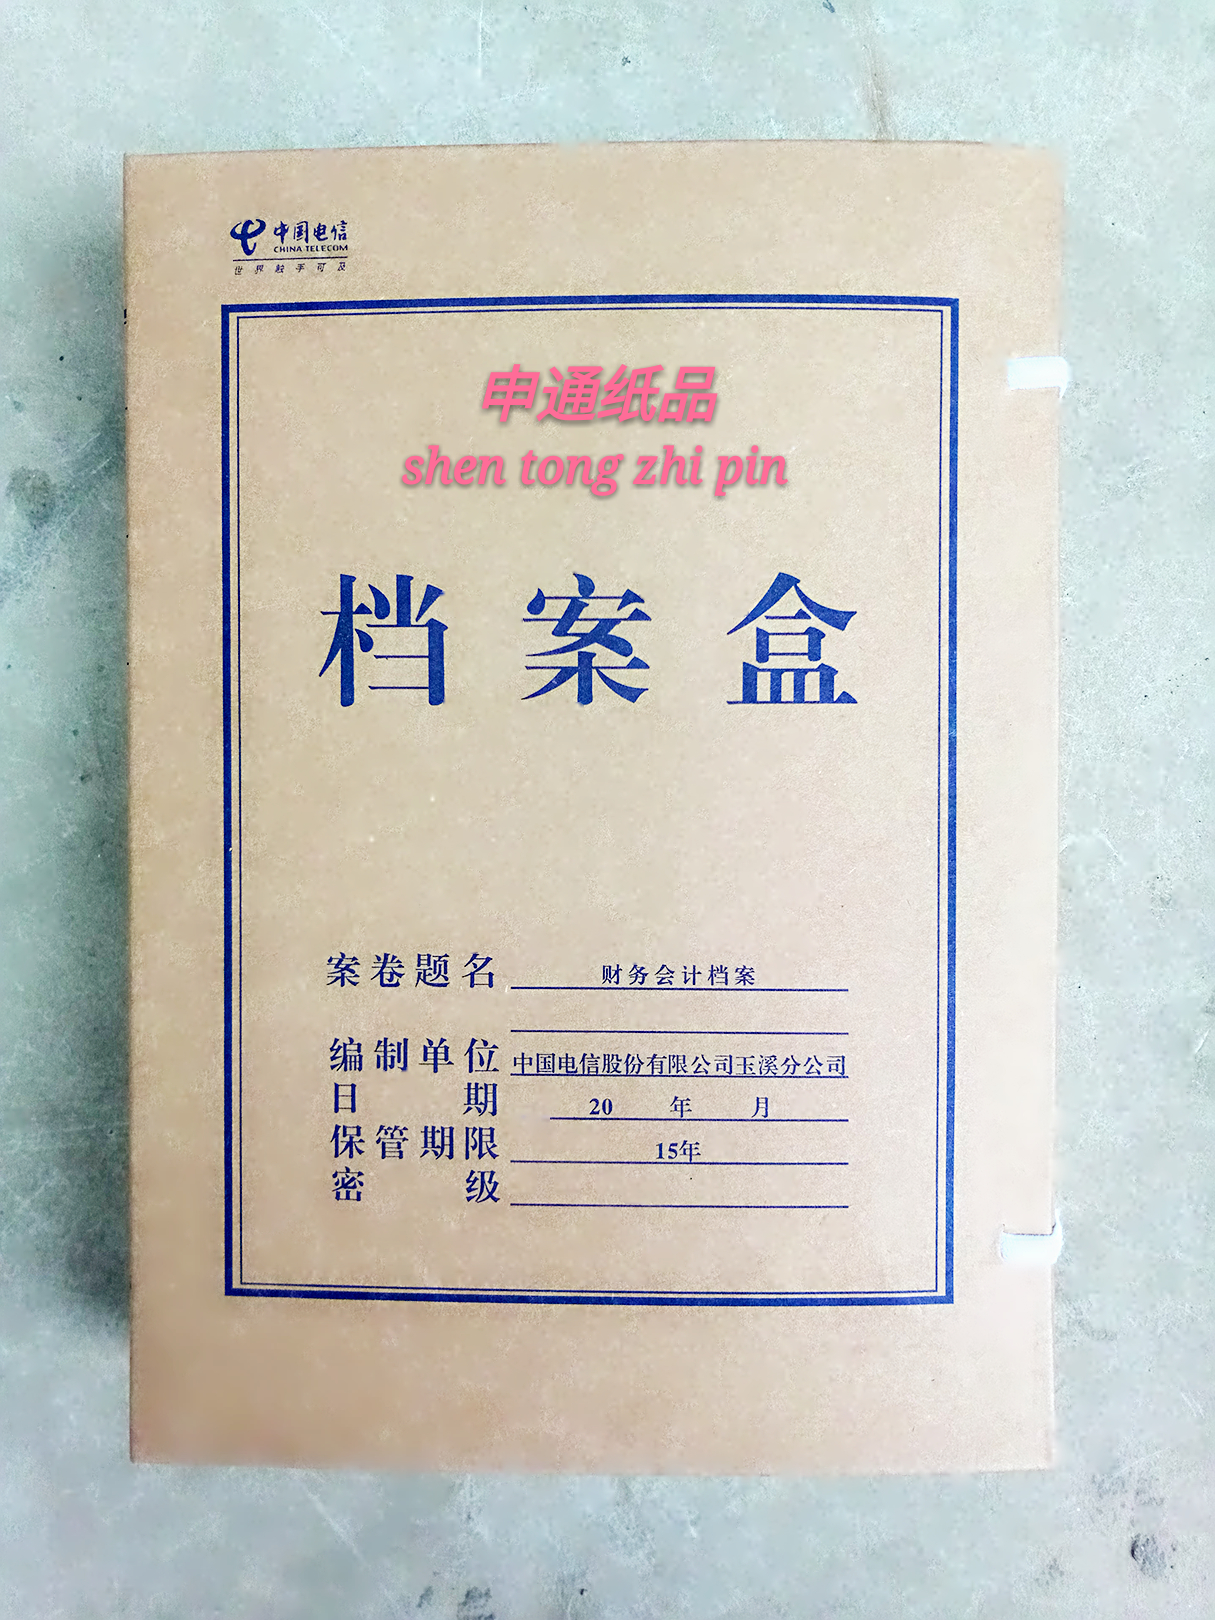 中国电信
CHINA TELECOM
世界触手可及
申通纸品
shen tong zhi pin
档案盒
案卷题名 财务会计档案
编制单位 中国电信股份有限公司玉溪分公司
日期 20 年 月
保管期限 15年
密级